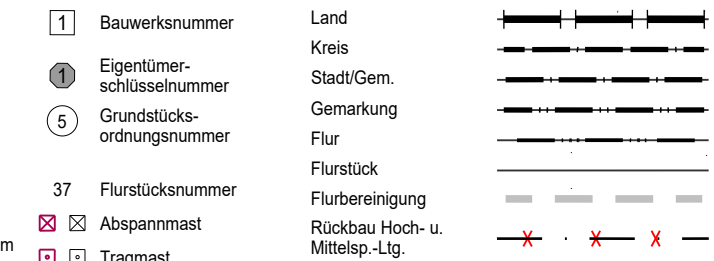 1 Bauwerksnummer
1 Eigentümer-
schlüsselnummer
5 Grundstücks-
ordnungsnummer
37 Flurstücksnummer
Abspannmast
m
Tragmast
Land
Kreis
Stadt/Gem.
Gemarkung
Flur
Flurstück
Flurbereinigung
Rückbau Hoch- u.
Mittelsp.-Ltg.